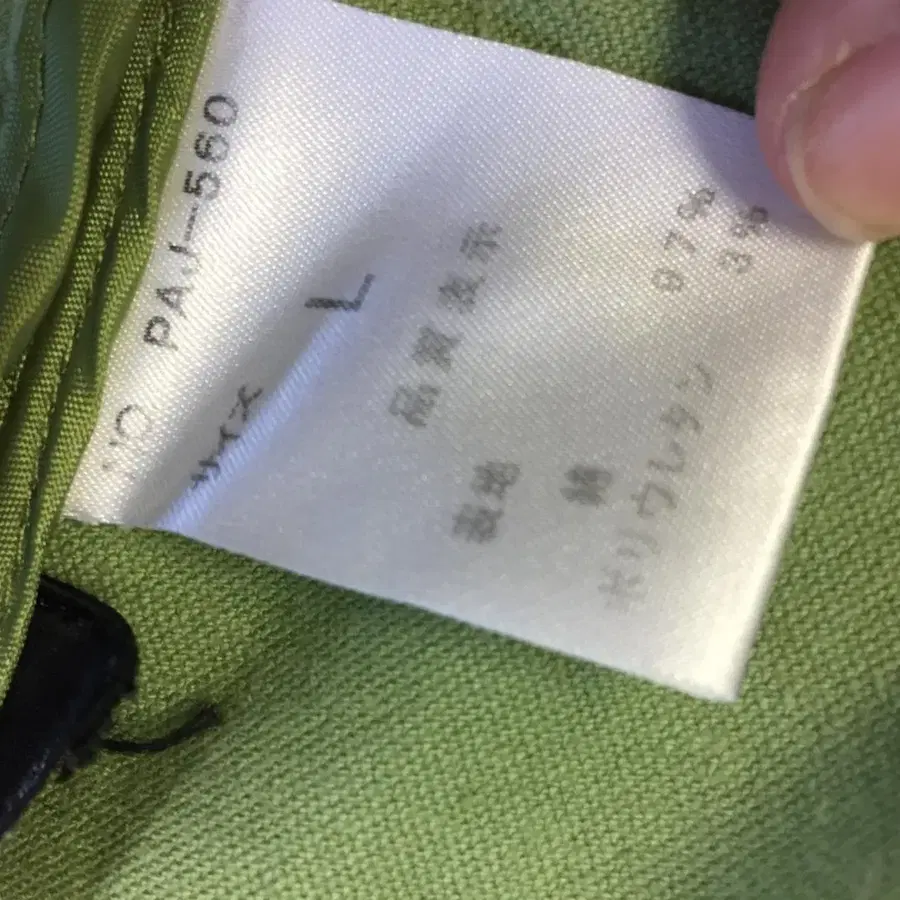 NO PAJ-560
サイズ
L
品質表示
表地
綿 97%
ポリウレタン 3%